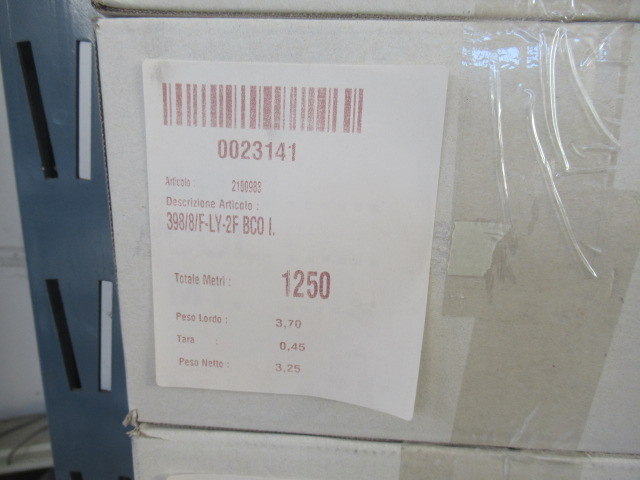 0023141
Articolo : 2100988
Descrizione Articolo :
398/8/F-LY-2F BCO I.
Totale Metri : 1250
Peso Lordo : 3,70
Tara : 0,45
Peso Netto : 3,25